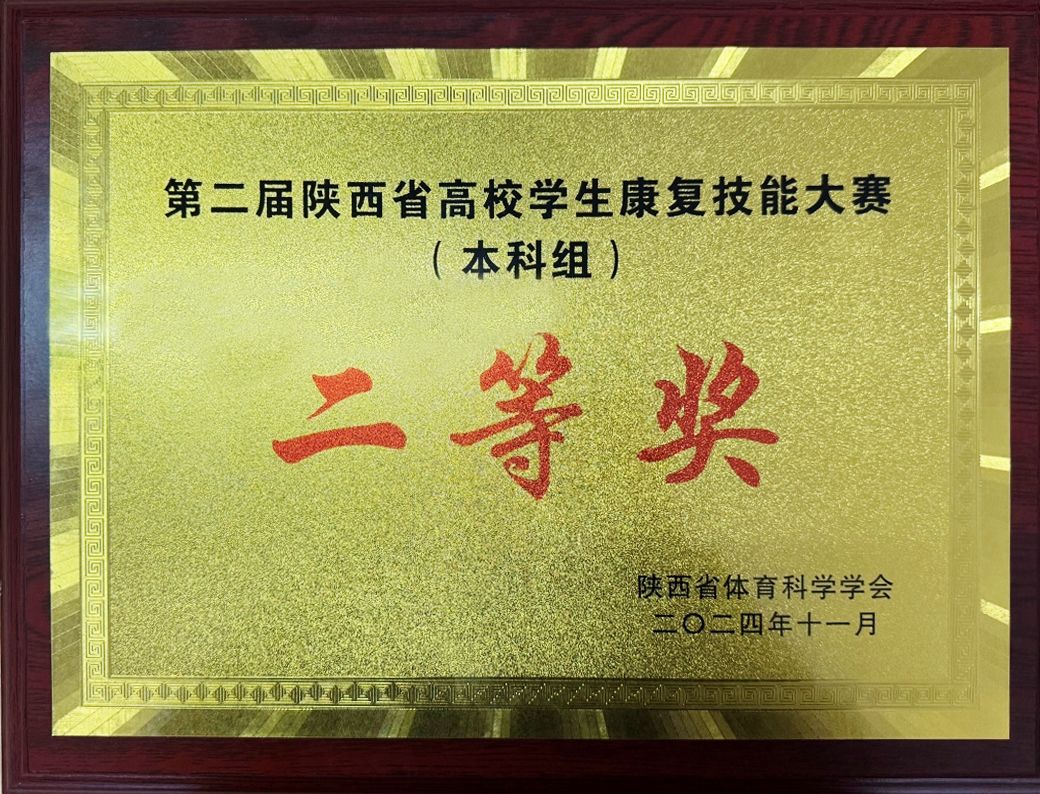 第二届陕西省高校学生康复技能大赛
（本科组）
二等奖
陕西省体育科学学会
二〇二四年十一月